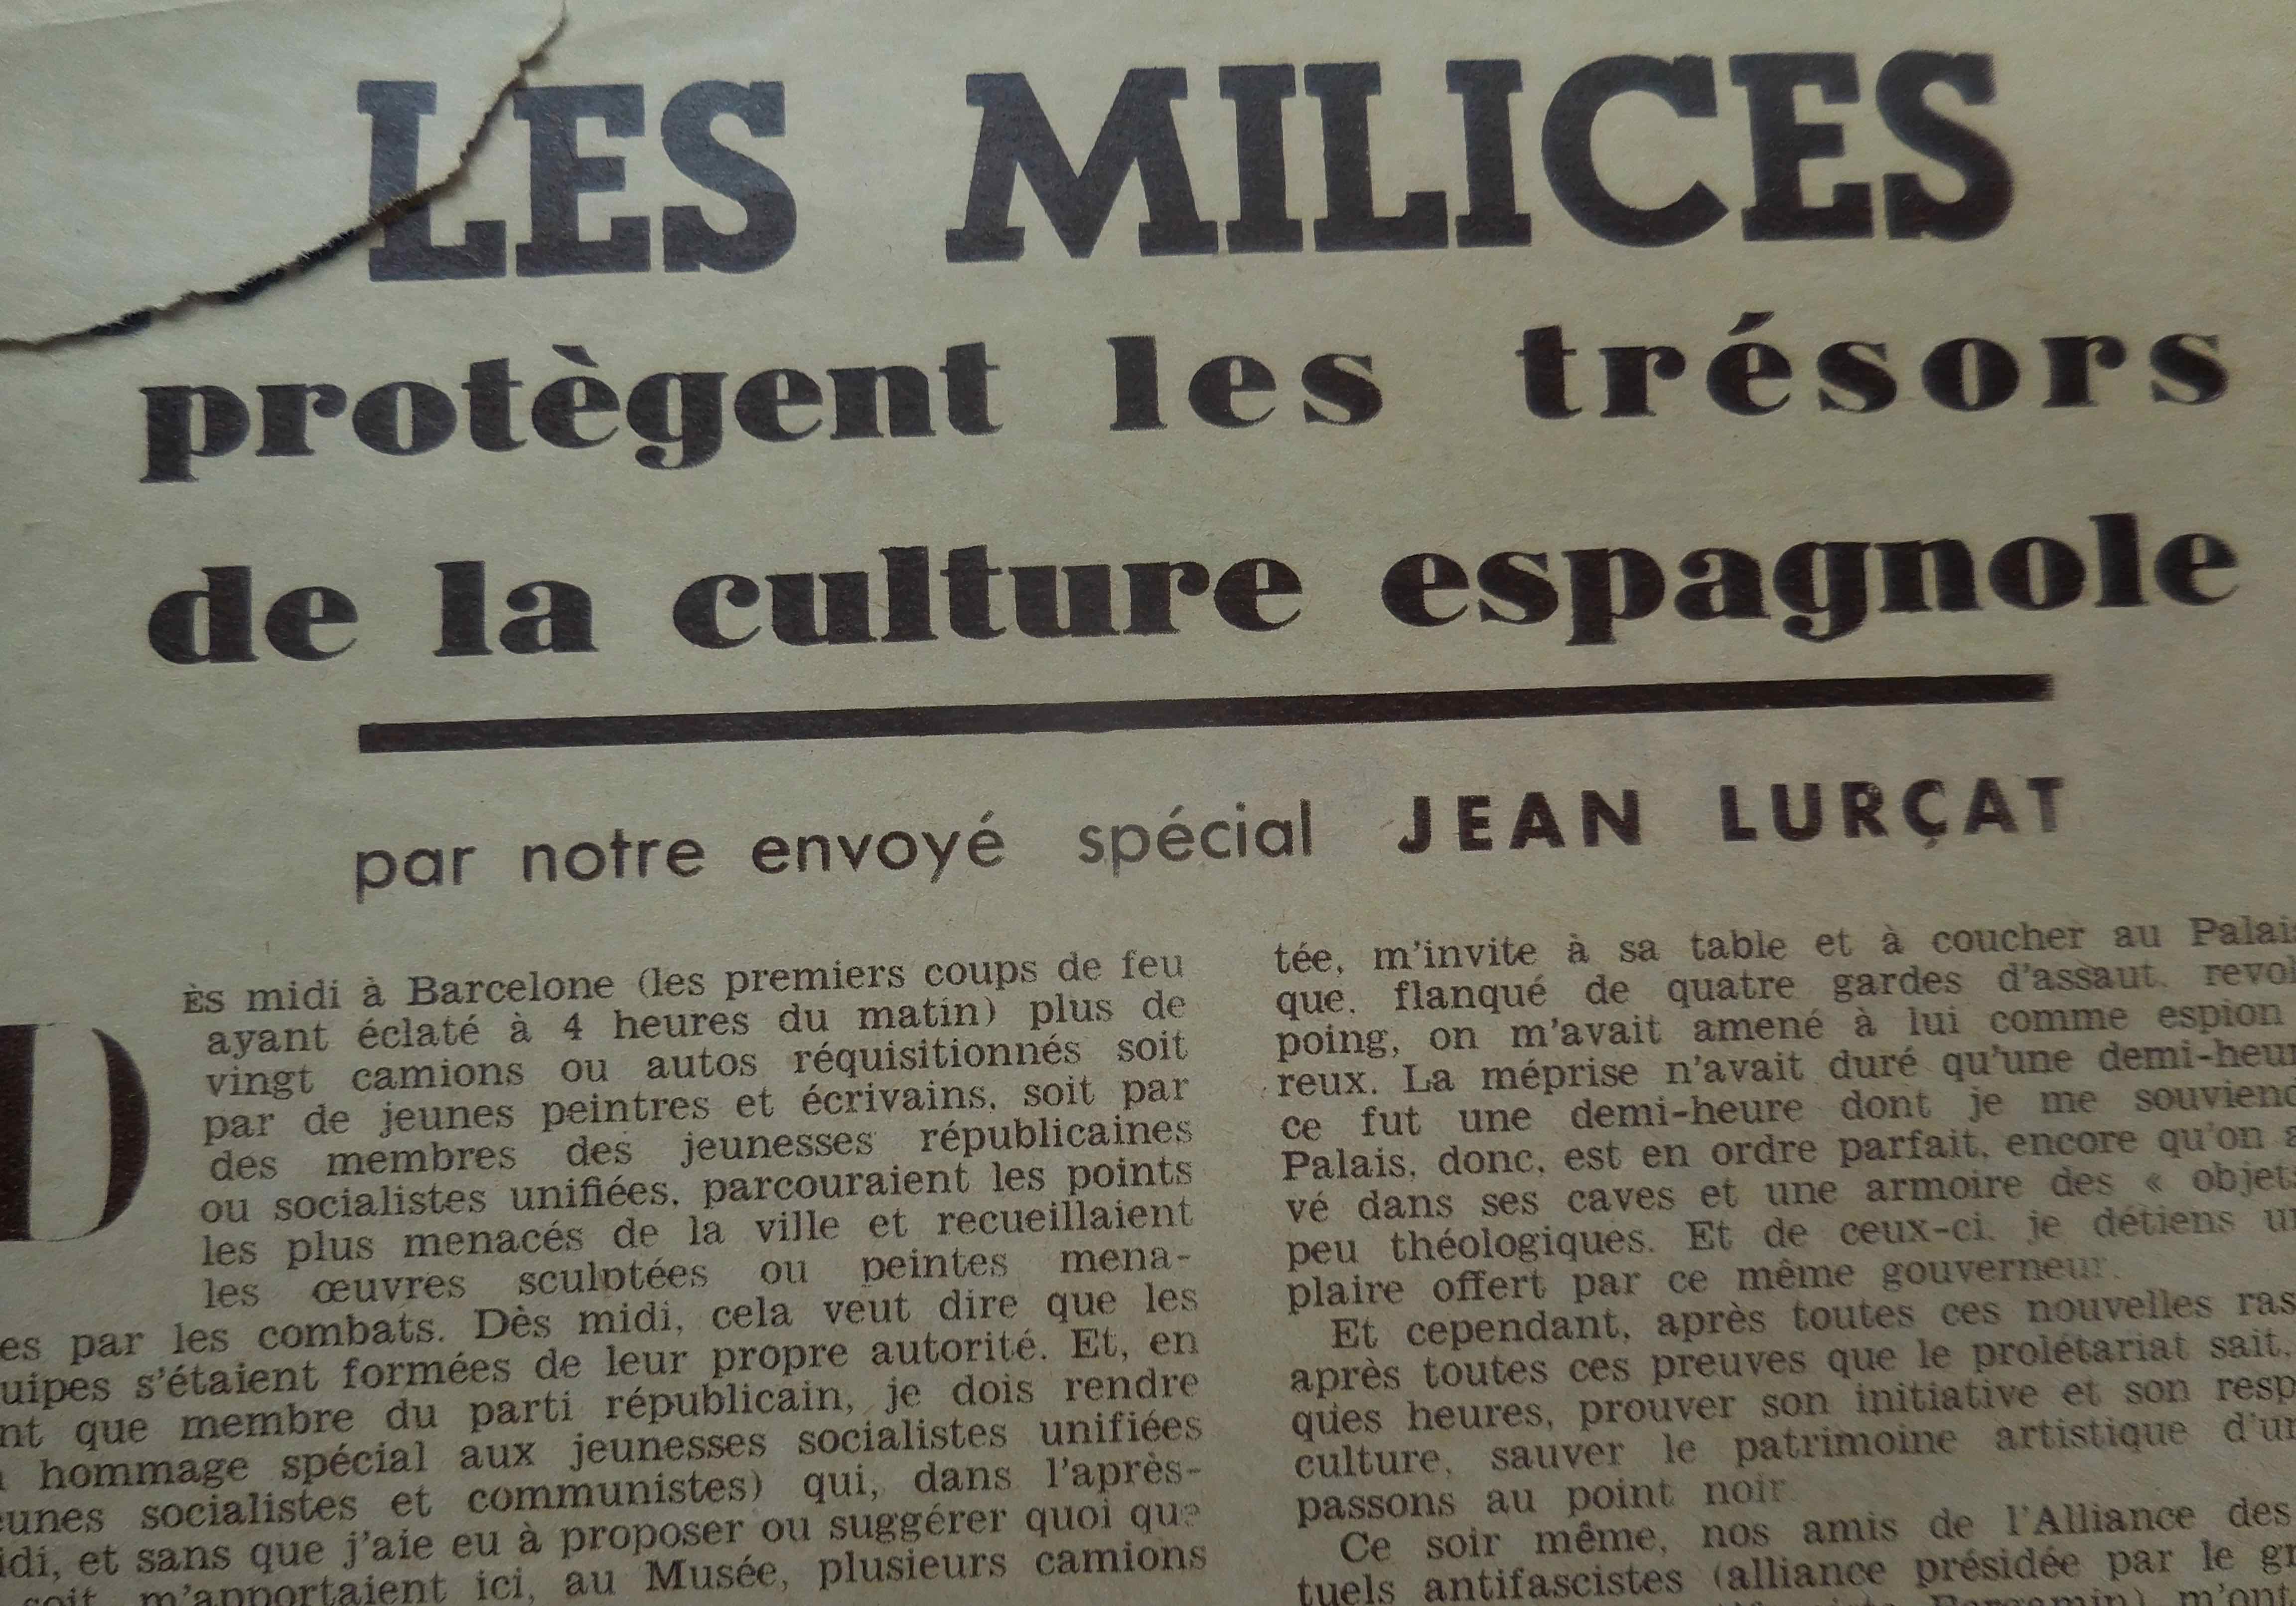 LES MILICES
protègent les trésors
de la culture espagnole
par notre envoyé spécial JEAN LURÇAT
DÈS midi à Barcelone (les premiers coups de feu
ayant éclaté à 4 heures du matin) plus de
vingt camions ou autos réquisitionnés soit
par de jeunes peintres et écrivains, soit par
des membres des jeunesses républicaines
ou socialistes unifiées, parcouraient les points
les plus menacés de la ville et recueillaient
les œuvres sculptées ou peintes mena-
es par les combats. Dès midi, cela veut dire que les
uipes s'étaient formées de leur propre autorité. Et, en
nt que membre du parti républicain, je dois rendre
hommage spécial aux jeunesses socialistes unifiées
eunes socialistes et communistes) qui, dans l'après-
idi, et sans que j'aie eu à proposer ou suggérer quoi que
soit, m'apportaient ici, au Musée, plusieurs camions
tée, m'invite à sa table et à coucher au Palais
que, flanqué de quatre gardes d'assaut, revol
poing, on m'avait amené à lui comme espion
reux. La méprise n'avait duré qu'une demi-heur
ce fut une demi-heure dont je me souviend
Palais, donc, est en ordre parfait, encore qu'on a
vé dans ses caves et une armoire des « objets
peu théologiques. Et de ceux-ci, je détiens u
plaire offert par ce même gouverneur.
Et cependant, après toutes ces nouvelles ras
après toutes ces preuves que le prolétariat sait,
ques heures, prouver son initiative et son resp
culture, sauver le patrimoine artistique d'u
passons au point noir.
Ce soir même, nos amis de l'Alliance des
tuels antifascistes (alliance présidée par le gr
Bergamin) m'ont